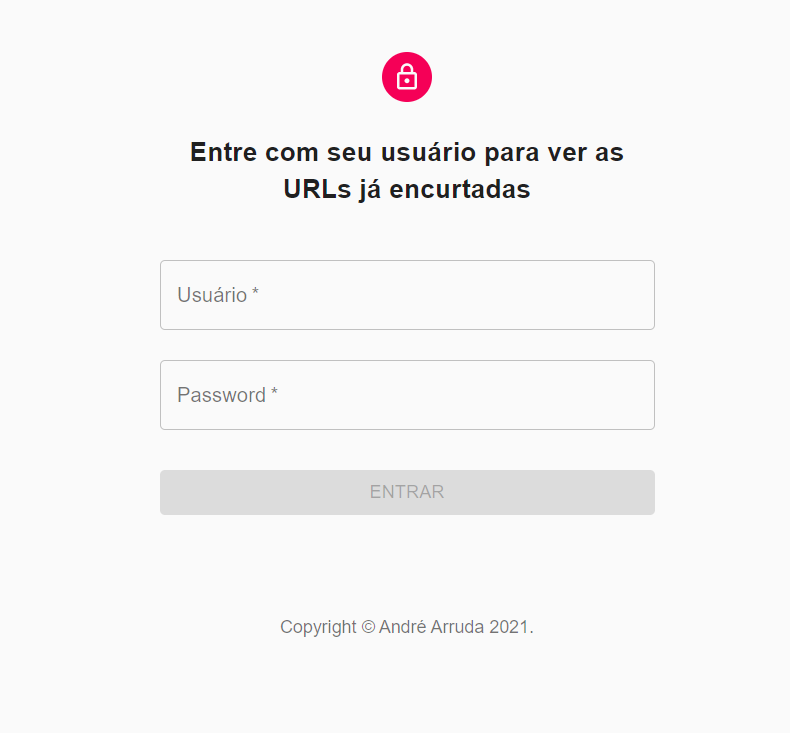 Entre com seu usuário para ver as
URLs já encurtadas
Usuário *
Password *
ENTRAR
Copyright © André Arruda 2021.